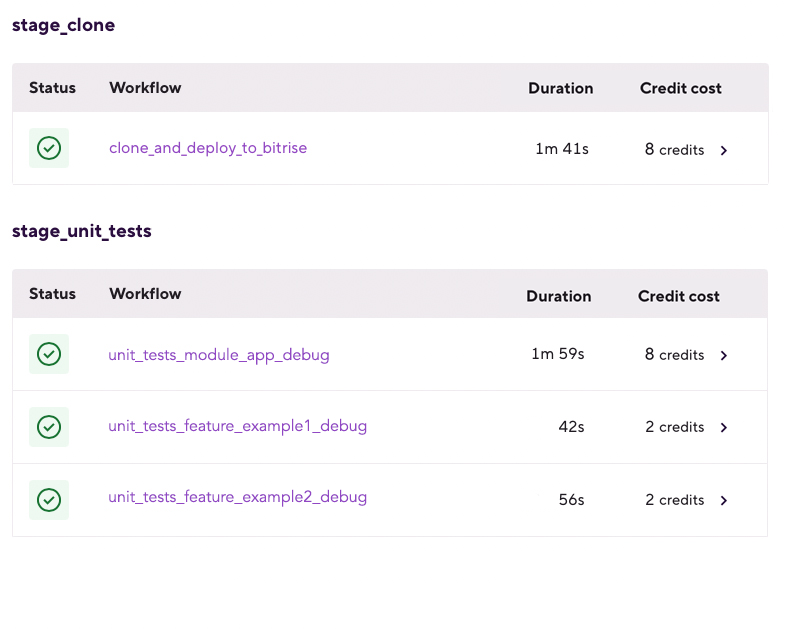 stage_clone
Status Workflow Duration Credit cost
clone_and_deploy_to_bitrise 1m 41s 8 credits
stage_unit_tests
Status Workflow Duration Credit cost
unit_tests_module_app_debug 1m 59s 8 credits
unit_tests_feature_example1_debug 42s 2 credits
unit_tests_feature_example2_debug 56s 2 credits